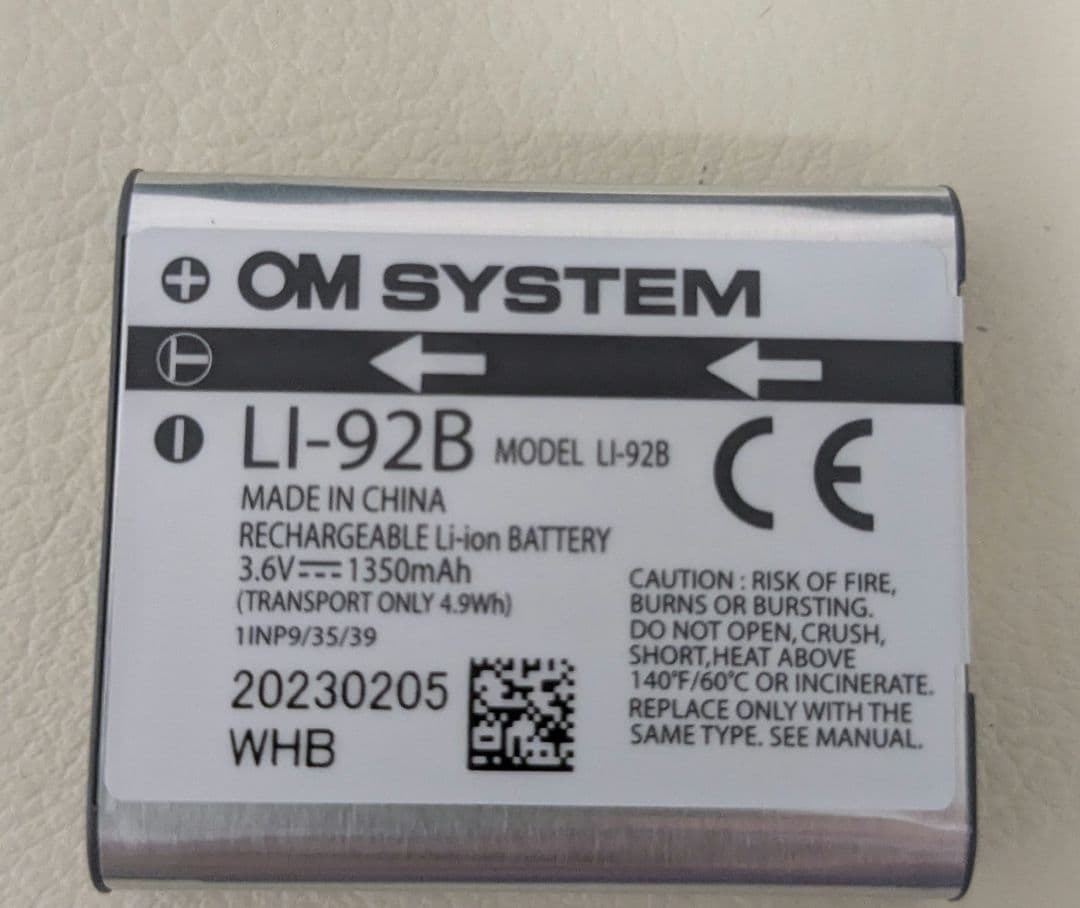 OM SYSTEM
LI-92B MODEL LI-92B
CE
MADE IN CHINA
RECHARGEABLE Li-ion BATTERY
3.6V⎓1350mAh
(TRANSPORT ONLY 4.9Wh)
1INP9/35/39
20230205
WHB
CAUTION : RISK OF FIRE,
BURNS OR BURSTING.
DO NOT OPEN, CRUSH,
SHORT,HEAT ABOVE
140°F/60°C OR INCINERATE.
REPLACE ONLY WITH THE
SAME TYPE. SEE MANUAL.